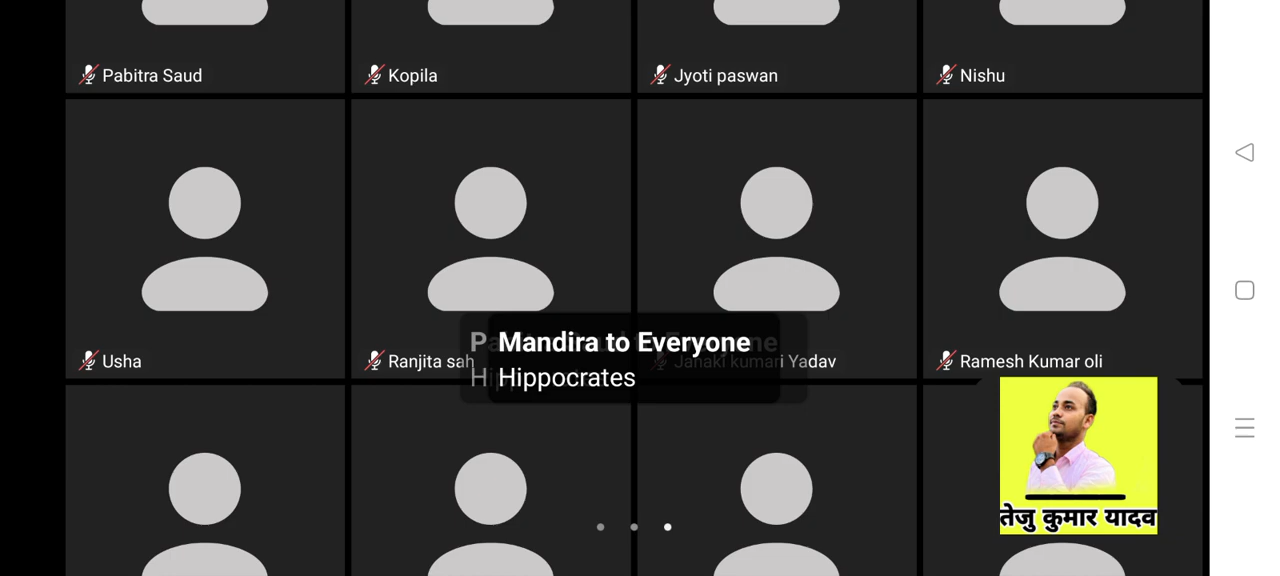 Pabitra Saud
Kopila
Jyoti paswan
Nishu
Usha
Ranjita sah
Janaki kumari Yadav
Ramesh Kumar oli
Mandira to Everyone
Hippocrates
तेजु कुमार यादव